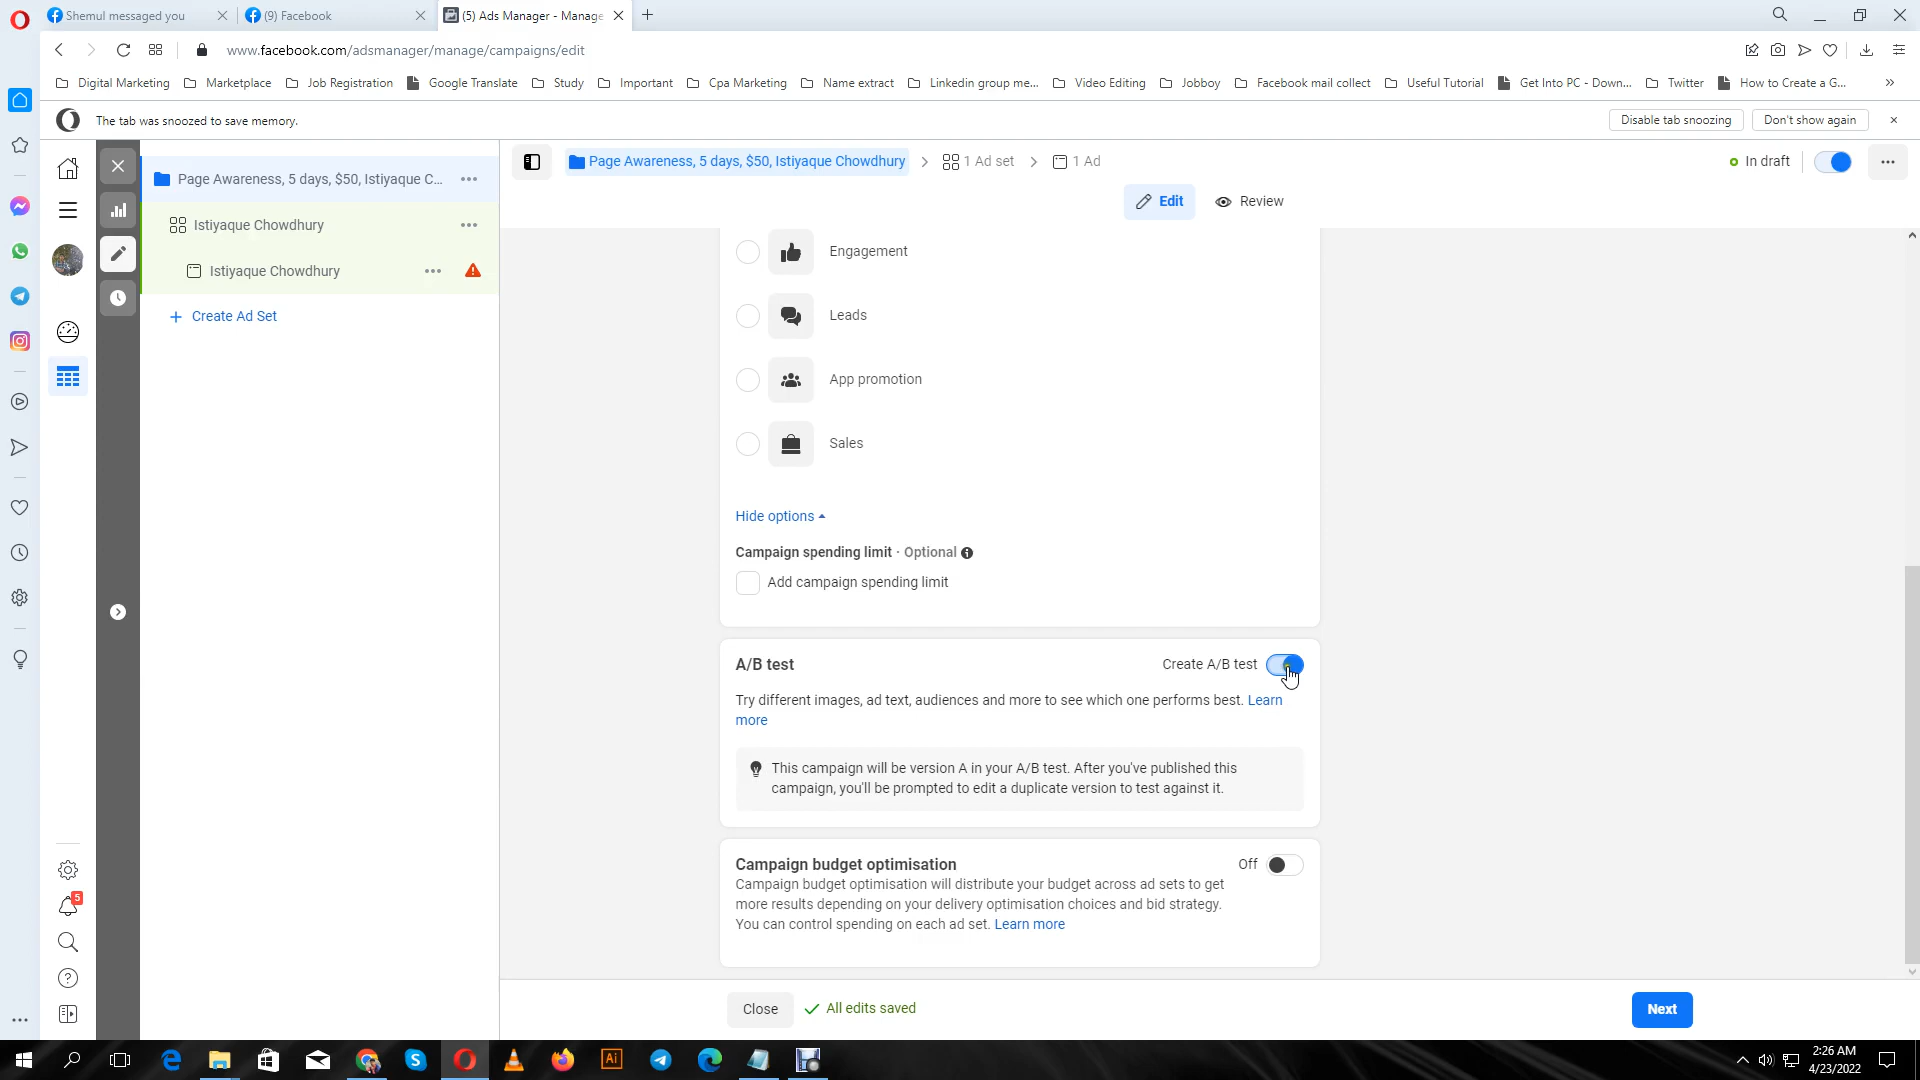 Shemul messaged you
(9) Facebook
(5) Ads Manager - Manage
www.facebook.com/adsmanager/manage/campaigns/edit
Digital Marketing
Marketplace
Job Registration
Google Translate
Study
Important
Cpa Marketing
Name extract
Linkedin group me...
Video Editing
Jobboy
Facebook mail collect
Useful Tutorial
Get Into PC - Down...
Twitter
How to Create a G...
The tab was snoozed to save memory.
Disable tab snoozing
Don't show again
Page Awareness, 5 days, $50, Istiyaque C...
Istiyaque Chowdhury
Istiyaque Chowdhury
Create Ad Set
Page Awareness, 5 days, $50, Istiyaque Chowdhury
1 Ad set
1 Ad
In draft
Edit
Review
Engagement
Leads
App promotion
Sales
Hide options
Campaign spending limit · Optional
Add campaign spending limit
A/B test
Create A/B test
Try different images, ad text, audiences and more to see which one performs best. Learn
more
This campaign will be version A in your A/B test. After you've published this
campaign, you'll be prompted to edit a duplicate version to test against it.
Campaign budget optimisation
Off
Campaign budget optimisation will distribute your budget across ad sets to get
more results depending on your delivery optimisation choices and bid strategy.
You can control spending on each ad set. Learn more
5
Close
All edits saved
Next
Ai
2:26 AM
4/23/2022